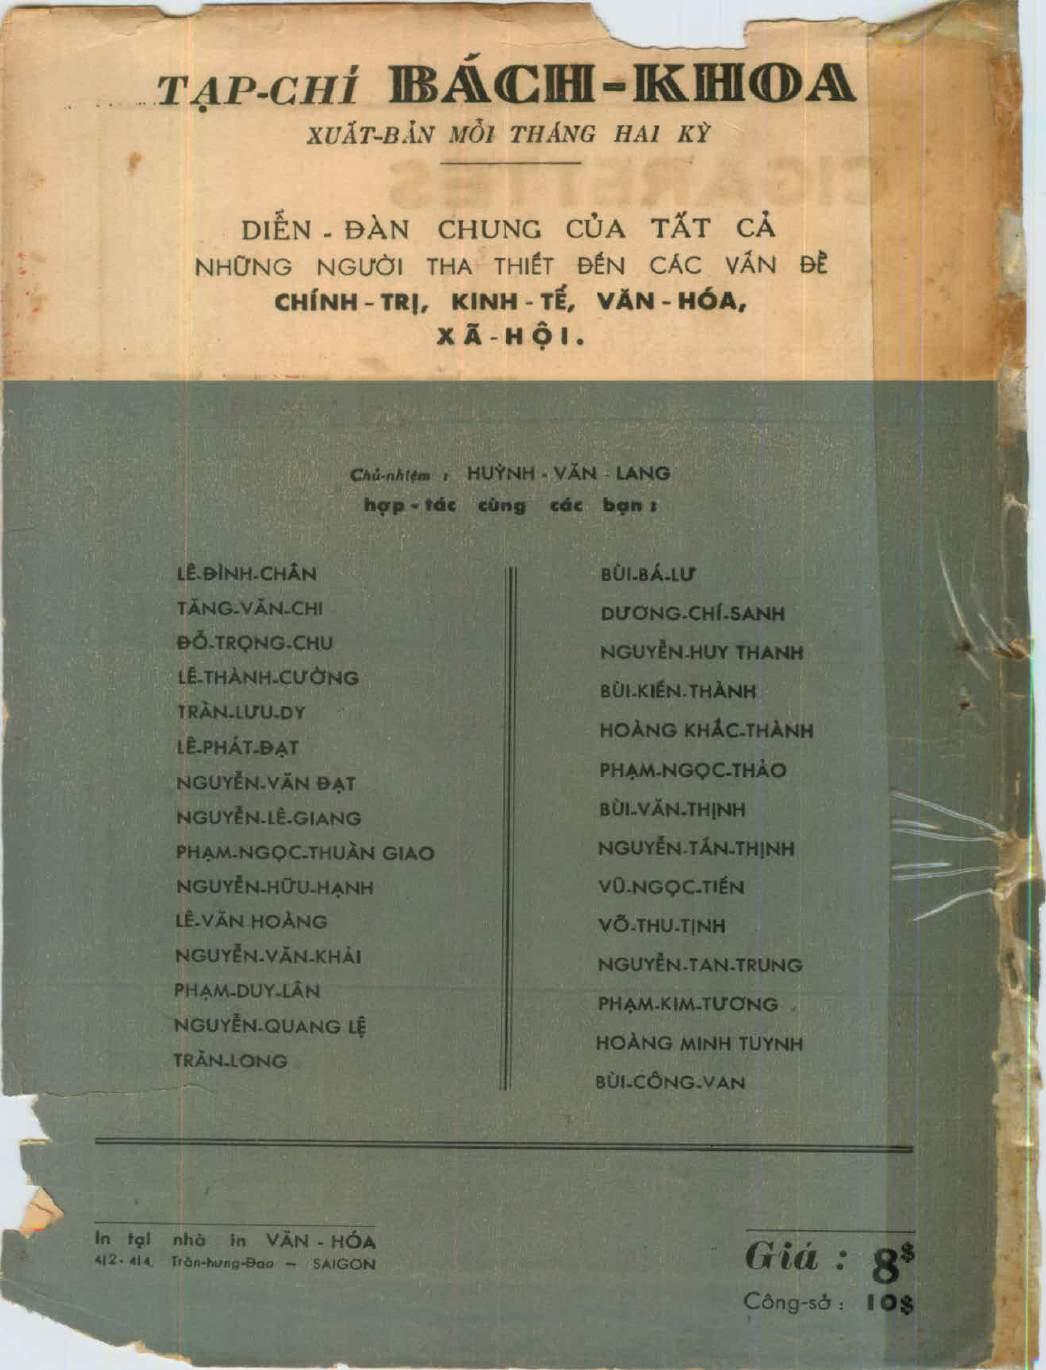 TẠP-CHÍ BÁCH-KHOA
XUẤT-BẢN MỖI THÁNG HAI KỲ
DIỄN - ĐÀN CHUNG CỦA TẤT CẢ
NHỮNG NGƯỜI THA THIẾT ĐẾN CÁC VẤN ĐỀ
CHÍNH - TRỊ, KINH - TẾ, VĂN - HÓA,
XÃ - HỘI.
Chủ-nhiệm : HUỲNH - VĂN - LANG
hợp - tác cùng các bạn :
LÊ-ĐÌNH-CHÂN
TĂNG-VĂN-CHI
ĐỖ-TRỌNG-CHU
LÊ-THÀNH-CƯỜNG
TRẦN-LƯU-DY
LÊ-PHÁT-ĐẠT
NGUYỄN-VĂN ĐẠT
NGUYỄN-LÊ-GIANG
PHẠM-NGỌC-THUẦN GIAO
NGUYỄN-HỮU-HẠNH
LÊ-VĂN HOÀNG
NGUYỄN-VĂN-KHẢI
PHẠM-DUY-LÂN
NGUYỄN-QUANG LỆ
TRẦN-LONG
BÙI-BÁ-LƯ
DƯƠNG-CHÍ-SANH
NGUYỄN-HUY THANH
BÙI-KIẾN-THÀNH
HOÀNG KHẮC-THÀNH
PHẠM-NGỌC-THẢO
BÙI-VĂN-THỊNH
NGUYỄN-TẤN-THỊNH
VŨ-NGỌC-TIẾN
VÕ-THU-TỊNH
NGUYỄN-TAN-TRUNG
PHẠM-KIM-TƯƠNG
HOÀNG MINH TUYNH
BÙI-CÔNG-VAN
In tại nhà in VĂN - HÓA
412-414 Trần-hưng-Đạo — SAIGON
Giá : 8$
Công-sở : 10$